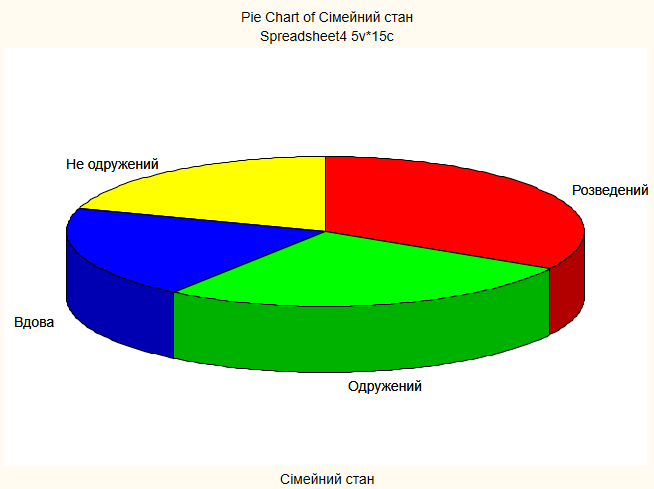 Pie Chart of Сімейний стан
Spreadsheet4 5v*15c
Не одружений
Розведений
Вдова
Одружений
Сімейний стан